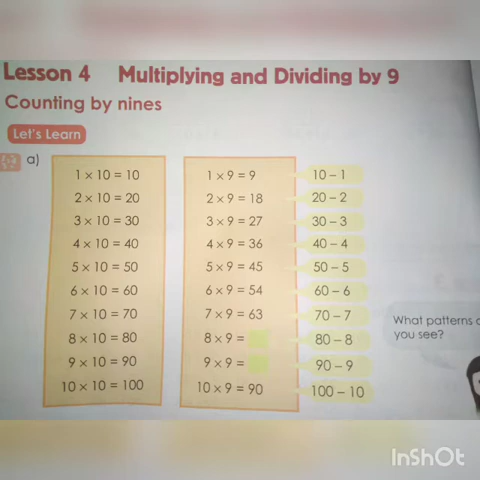 Lesson 4 Multiplying and Dividing by 9
Counting by nines
Let's Learn
a)
1 × 10 = 10
2 × 10 = 20
3 × 10 = 30
4 × 10 = 40
5 × 10 = 50
6 × 10 = 60
7 × 10 = 70
8 × 10 = 80
9 × 10 = 90
10 × 10 = 100
1 × 9 = 9
2 × 9 = 18
3 × 9 = 27
4 × 9 = 36
5 × 9 = 45
6 × 9 = 54
7 × 9 = 63
8 × 9 =
9 × 9 =
10 × 9 = 90
10 – 1
20 – 2
30 – 3
40 – 4
50 – 5
60 – 6
70 – 7
80 – 8
90 – 9
100 – 10
What patterns
you see?
InShOt